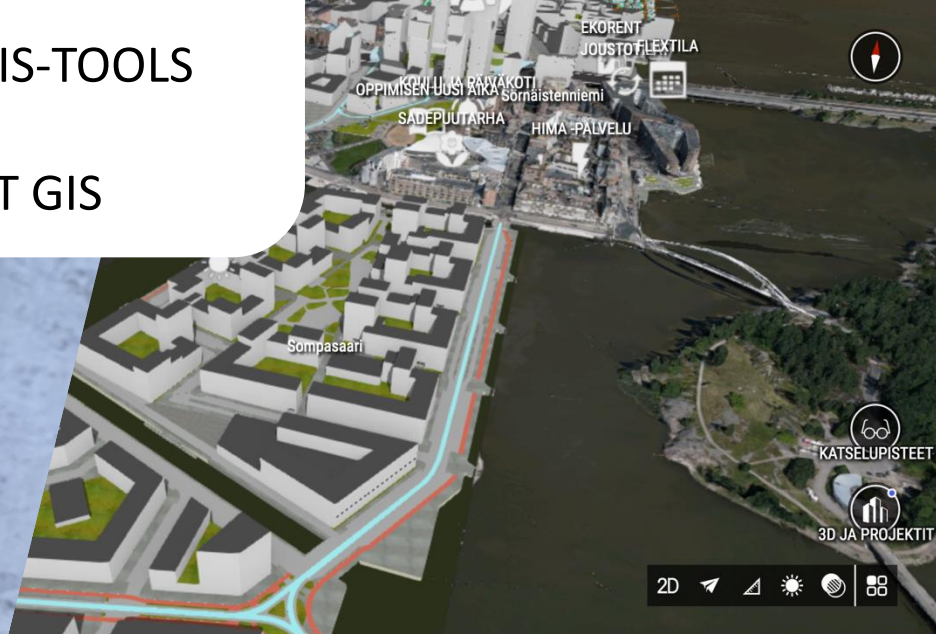 IS-TOOLS
T GIS
EKORENT
JOUSTOT
FLEXTILA
KOULU JA PÄIVÄKOTI
OPPIMISEN UUSI AIKA
Sörnäistenniemi
SADEPUUTARHA
HIMA -PALVELU
Sompasaari
KATSELUPISTEET
3D JA PROJEKTIT
2D